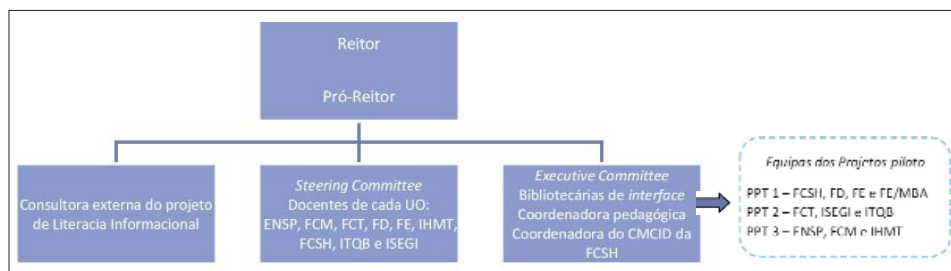 Reitor
Pró-Reitor
Consultora externa do projeto
de Literacia Informacional
Steering Committee
Docentes de cada UO:
ENSP, FCM, FCT, FD, FE, IHMT,
FCSH, ITQB e ISEGI
Executive Committee
Bibliotecárias de interface
Coordenadora pedagógica
Coordenadora do CMCID da
FCSH
Equipas dos Projetos piloto
PPT 1 – FCSH, FD, FE e FE/MBA
PPT 2 – FCT, ISEGI e ITQB
PPT 3 – ENSP, FCM e IHMT